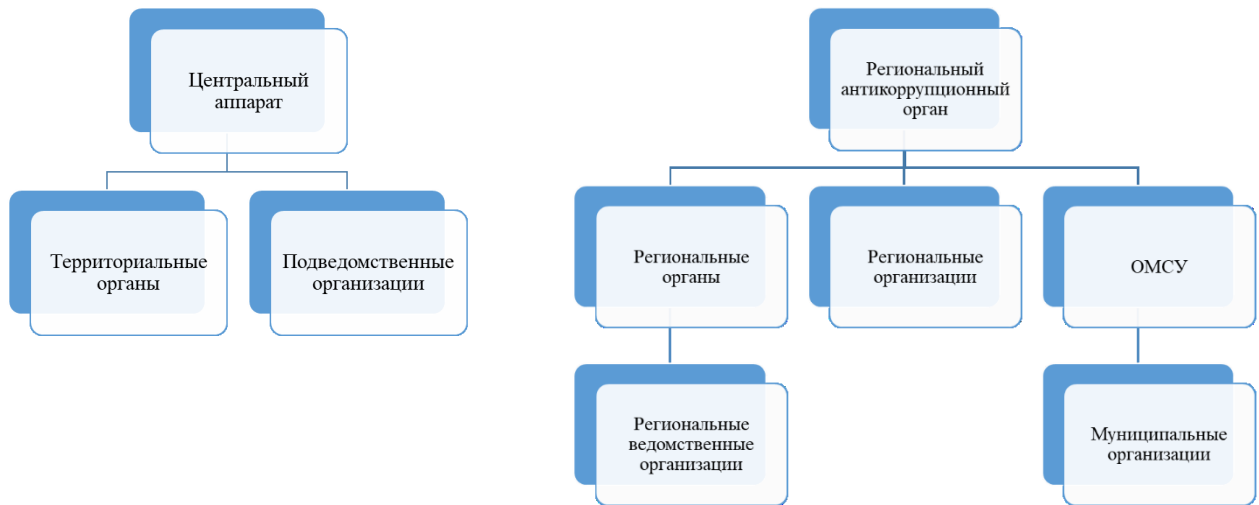 Центральный
аппарат
Территориальные
органы
Подведомственные
организации
Региональный
антикоррупционный
орган
Региональные
органы
Региональные
организации
ОМСУ
Региональные
ведомственные
организации
Муниципальные
организации